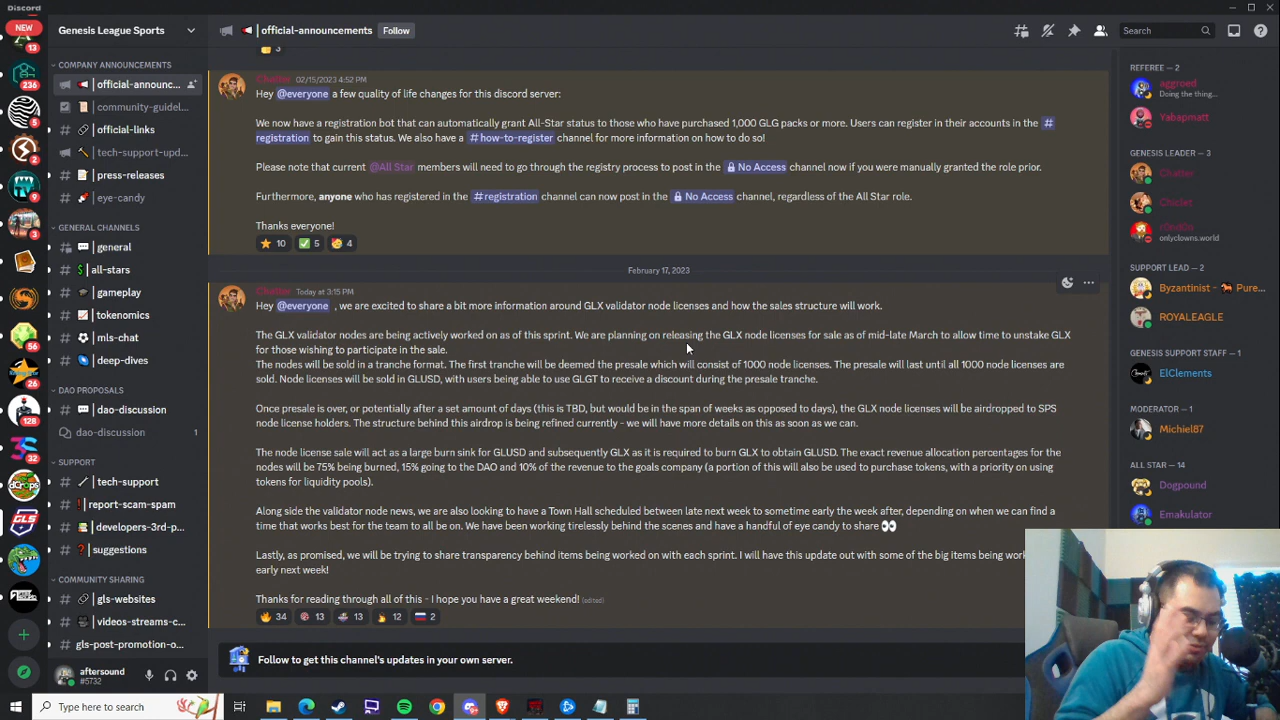 Discord
NEW
13
236
2
9
3
56
26
128
52
Genesis League Sports
COMPANY ANNOUNCEMENTS
official-announc...
community-guidel...
official-links
tech-support-upd...
press-releases
eye-candy
GENERAL CHANNELS
general
all-stars
gameplay
tokenomics
mls-chat
deep-dives
DAO PROPOSALS
dao-discussion
dao-discussion 1
SUPPORT
tech-support
report-scam-spam
developers-3rd-p...
suggestions
COMMUNITY SHARING
gls-websites
videos-streams-c...
gls-post-promotion-o...
aftersound
#5732
official-announcements Follow
Search
3
Chatter 02/15/2023 4:52 PM
Hey @everyone a few quality of life changes for this discord server:
We now have a registration bot that can automatically grant All-Star status to those who have purchased 1,000 GLG packs or more. Users can register in their accounts in the #
registration to gain this status. We also have a #how-to-register channel for more information on how to do so!
Please note that current @All Star members will need to go through the registry process to post in the No Access channel now if you were manually granted the role prior.
Furthermore, anyone who has registered in the #registration channel can now post in the No Access channel, regardless of the All Star role.
Thanks everyone!
10 5 4
February 17, 2023
Chatter Today at 3:15 PM
Hey @everyone , we are excited to share a bit more information around GLX validator node licenses and how the sales structure will work.
The GLX validator nodes are being actively worked on as of this sprint. We are planning on releasing the GLX node licenses for sale as of mid-late March to allow time to unstake GLX
for those wishing to participate in the sale.
The nodes will be sold in a tranche format. The first tranche will be deemed the presale which will consist of 1000 node licenses. The presale will last until all 1000 node licenses are
sold. Node licenses will be sold in GLUSD, with users being able to use GLGT to receive a discount during the presale tranche.
Once presale is over, or potentially after a set amount of days (this is TBD, but would be in the span of weeks as opposed to days), the GLX node licenses will be airdropped to SPS
node license holders. The structure behind this airdrop is being refined currently - we will have more details on this as soon as we can.
The node license sale will act as a large burn sink for GLUSD and subsequently GLX as it is required to burn GLX to obtain GLUSD. The exact revenue allocation percentages for the
nodes will be 75% being burned, 15% going to the DAO and 10% of the revenue to the goals company (a portion of this will also be used to purchase tokens, with a priority on using
tokens for liquidity pools).
Along side the validator node news, we are also looking to have a Town Hall scheduled between late next week to sometime early the week after, depending on when we can find a
time that works best for the team to all be on. We have been working tirelessly behind the scenes and have a handful of eye candy to share
Lastly, as promised, we will be trying to share transparency behind items being worked on with each sprint. I will have this update out with some of the big items being
early next week!
Thanks for reading through all of this - I hope you have a great weekend! (edited)
34 13 13 12 2
Follow to get this channel's updates in your own server.
REFEREE — 2
aggroed
Doing the thing...
Yabapmatt
GENESIS LEADER — 3
Chatter
Chiclet
onlyclowns.world
SUPPORT LEAD — 2
Byzantinist - Pure...
ROYALEAGLE
GENESIS SUPPORT STAFF — 1
ElClements
MODERATOR — 1
Michiel87
ALL STAR — 14
Dogpound
Emakulator
Type here to search